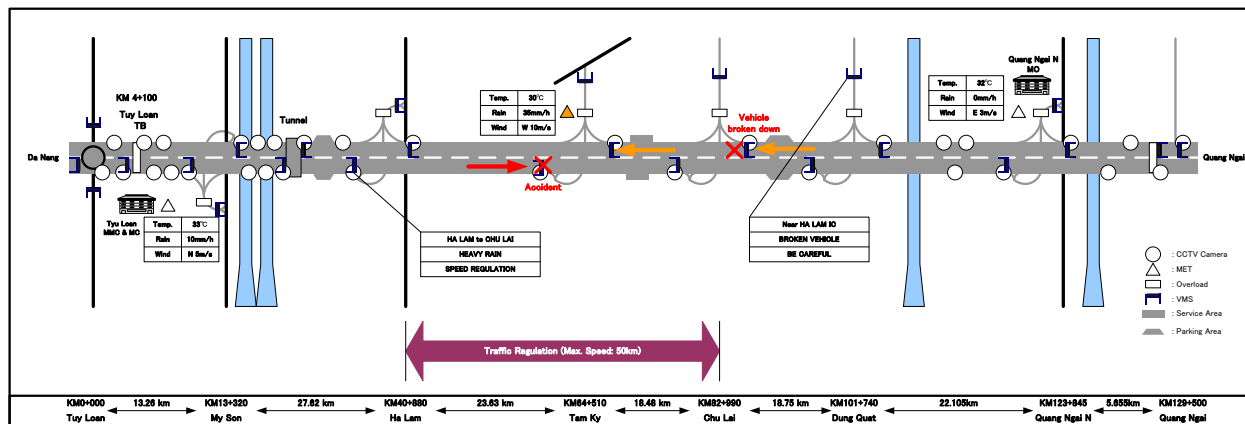 KM 4+100
Tuy Loan
TB
Tunnel
Da Nang
Tyu Loan
MMC & MC
Temp. 33°C
Rain 10mm/h
Wind N 5m/s
Temp. 30°C
Rain 35mm/h
Wind W 10m/s
Accident
Vehicle
broken down
Temp. 32°C
Rain 0mm/h
Wind E 3m/s
Quang Ngai N
MO
Quang Ngai
HA LAM to CHU LAI
HEAVY RAIN
SPEED REGULATION
Near HA LAM IC
BROKEN VEHICLE
BE CAREFUL
: CCTV Camera
: MET
: Overload
: VMS
: Service Area
: Parking Area
Traffic Regulation (Max. Speed: 50km)
KM0+000 13.26 km KM13+320 27.62 km KM40+880 23.63 km KM64+510 18.48 km KM82+990 18.75 km KM101+740 22.105km KM123+845 5.655km KM129+500
Tuy Loan My Son Ha Lam Tam Ky Chu Lai Dung Quat Quang Ngai N Quang Ngai